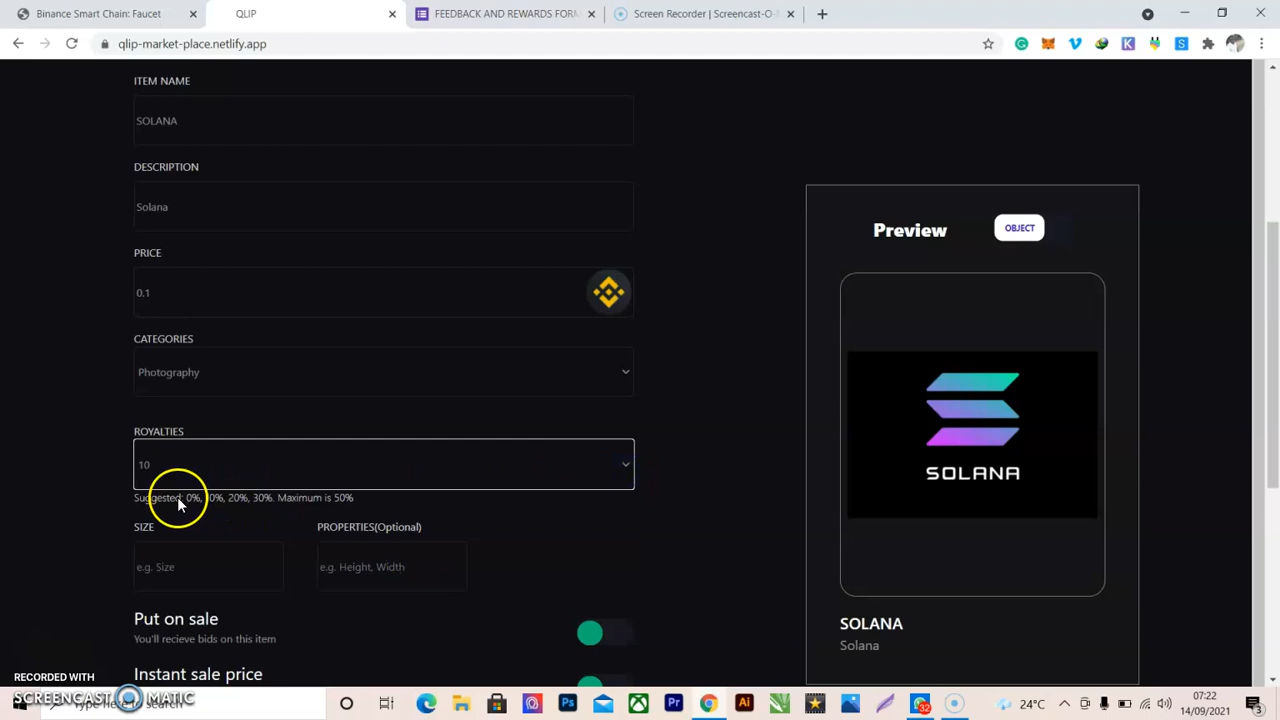 Binance Smart Chain: Faucet
QLIP
FEEDBACK AND REWARDS FORM
Screen Recorder | Screencast-O-
qlip-market-place.netlify.app
ITEM NAME
SOLANA
DESCRIPTION
Solana
PRICE
0.1
CATEGORIES
Photography
ROYALTIES
10
Suggested: 0%, 10%, 20%, 30%. Maximum is 50%
SIZE
PROPERTIES(Optional)
e.g. Size
e.g. Height, Width
Put on sale
You'll recieve bids on this item
Instant sale price
Preview
OBJECT
SOLANA
SOLANA
Solana
RECORDED WITH
SCREENCAST MATIC
Type here to search
32
24°C
07:22
14/09/2021
3